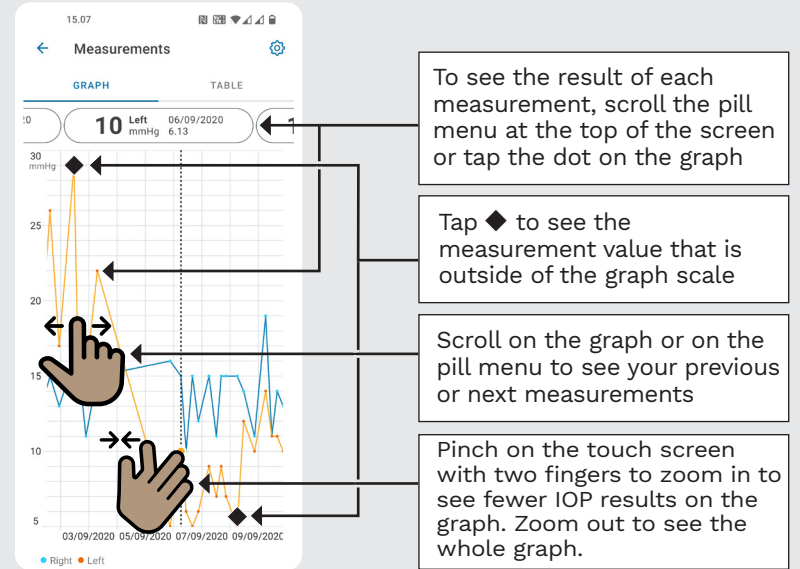 15.07
Measurements
GRAPH
TABLE
0
10 Left 06/09/2020
mmHg 6.13
1
30
mmHg
25
20
15
10
5
03/09/2020 05/09/2020 07/09/2020 09/09/2020
Right Left
To see the result of each
measurement, scroll the pill
menu at the top of the screen
or tap the dot on the graph
Tap ◆ to see the
measurement value that is
outside of the graph scale
Scroll on the graph or on the
pill menu to see your previous
or next measurements
Pinch on the touch screen
with two fingers to zoom in to
see fewer IOP results on the
graph. Zoom out to see the
whole graph.